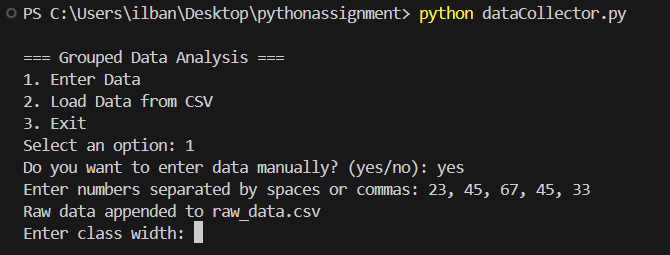 PS C:\Users\ilban\Desktop\pythonassignment> python dataCollector.py
=== Grouped Data Analysis ===
1. Enter Data
2. Load Data from CSV
3. Exit
Select an option: 1
Do you want to enter data manually? (yes/no): yes
Enter numbers separated by spaces or commas: 23, 45, 67, 45, 33
Raw data appended to raw_data.csv
Enter class width: